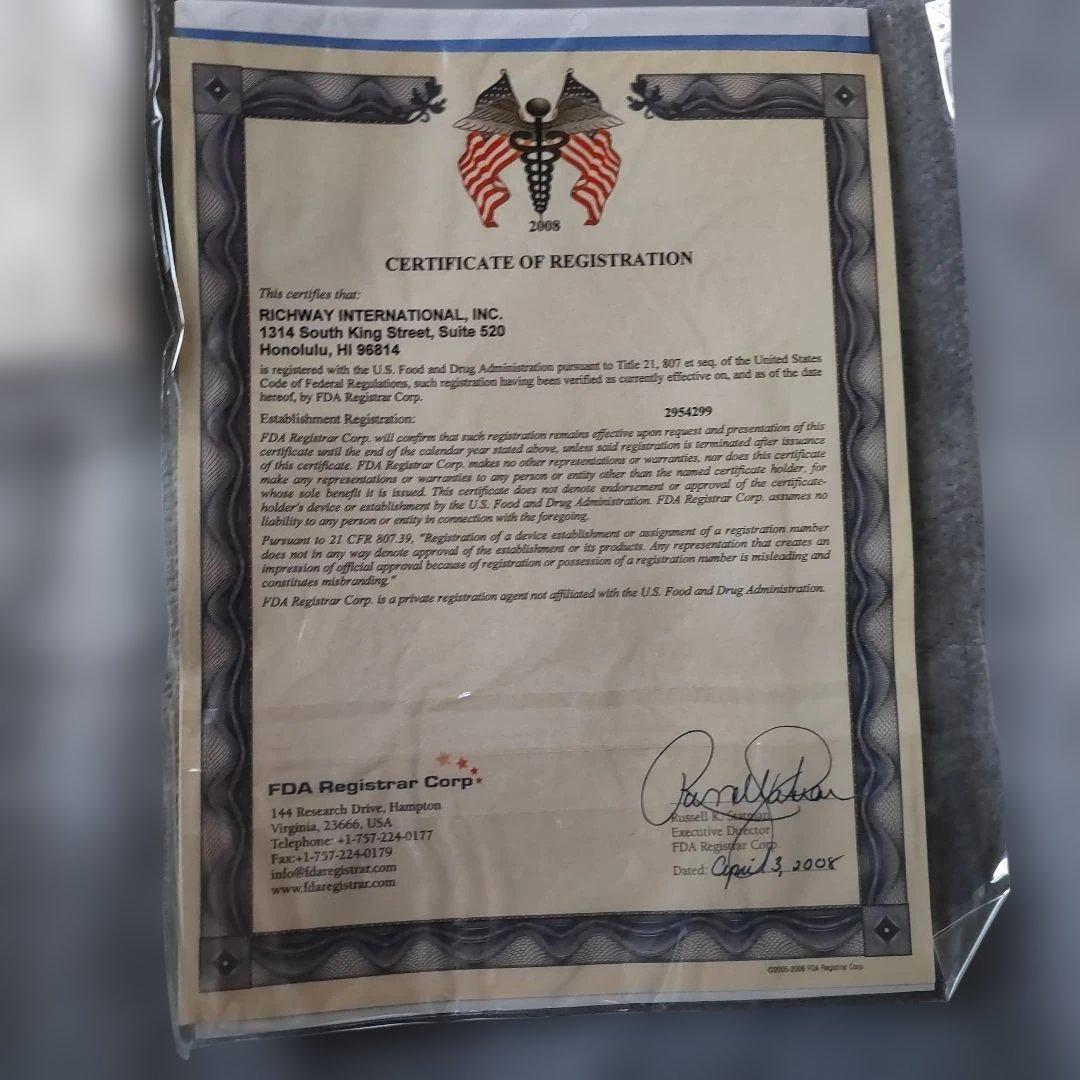 2008
CERTIFICATE OF REGISTRATION
This certifies that:
RICHWAY INTERNATIONAL, INC.
1314 South King Street, Suite 520
Honolulu, HI 96814
is registered with the U.S. Food and Drug Administration pursuant to Title 21, 807 et seq. of the United States
Code of Federal Regulations, such registration having been verified as currently effective on, and as of the date
hereof, by FDA Registrar Corp.
Establishment Registration: 2954299
FDA Registrar Corp. will confirm that such registration remains effective upon request and presentation of this
certificate until the end of the calendar year stated above, unless said registration is terminated after issuance
of this certificate. FDA Registrar Corp. makes no other representations or warranties, nor does this certificate
make any representations or warranties to any person or entity other than the named certificate holder, for
whose sole benefit it is issued. This certificate does not denote endorsement or approval of the certificate-
holder's device or establishment by the U.S. Food and Drug Administration. FDA Registrar Corp. assumes no
liability to any person or entity in connection with the foregoing.
Pursuant to 21 CFR 807.39, "Registration of a device establishment or assignment of a registration number
does not in any way denote approval of the establishment or its products. Any representation that creates an
impression of official approval because of registration or possession of a registration number is misleading and
constitutes misbranding."
FDA Registrar Corp. is a private registration agent not affiliated with the U.S. Food and Drug Administration.
FDA Registrar Corp.
144 Research Drive, Hampton
Virginia, 23666, USA
Telephone: +1-757-224-0177
Fax:+1-757-224-0179
info@fdaregistrar.com
www.fdaregistrar.com
Russell K. Statman
Executive Director
FDA Registrar Corp.
Dated: April 3, 2008
©2005-2008 FDA Registrar Corp.